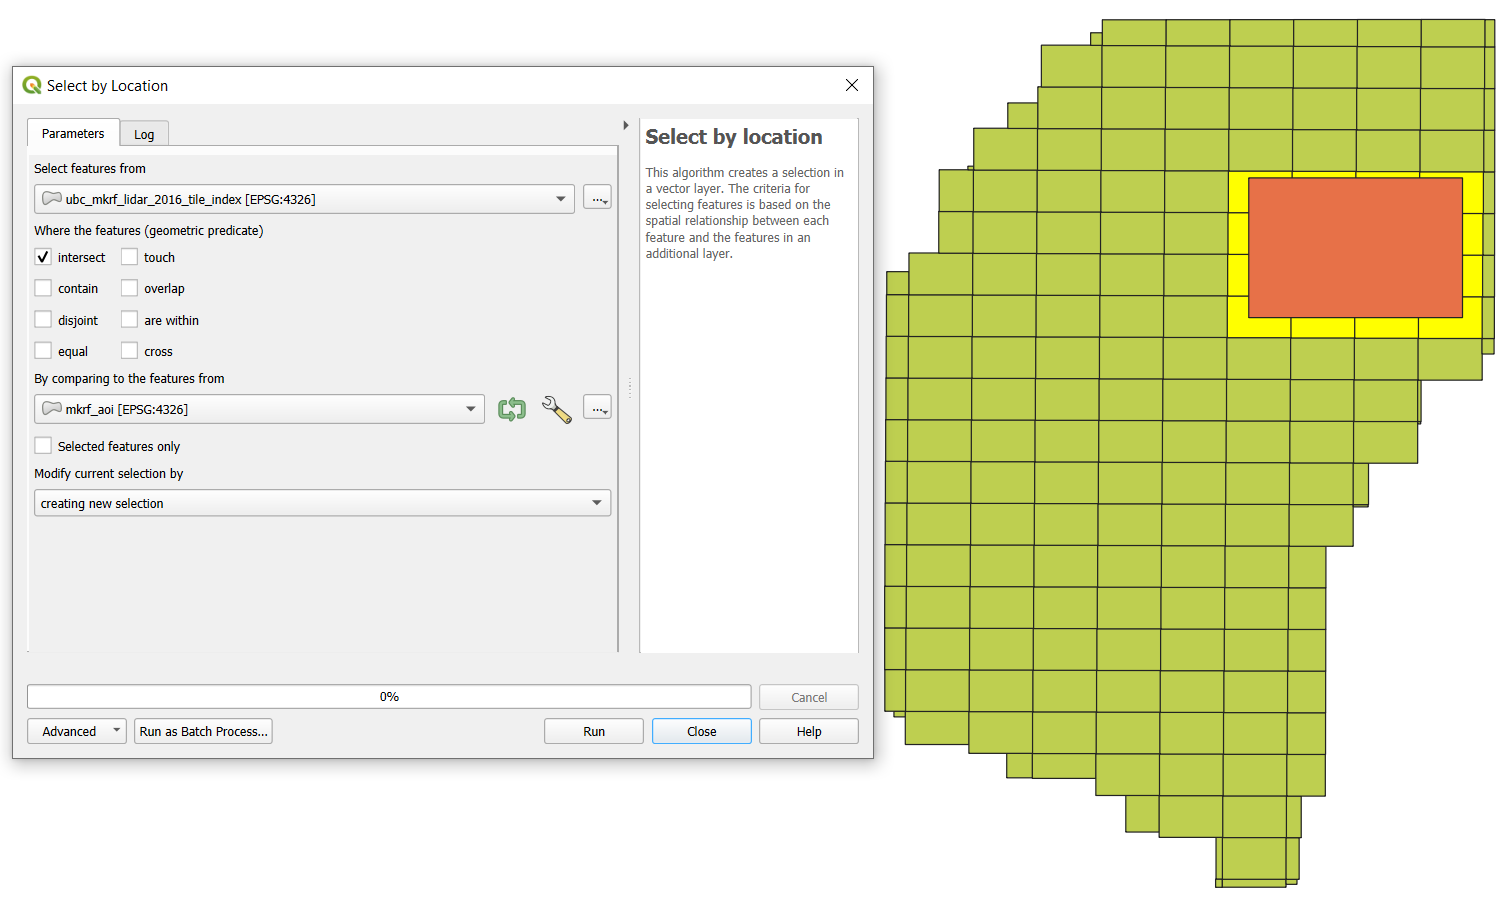 Select by Location
Parameters
Log
Select features from
ubc_mkrf_lidar_2016_tile_index [EPSG:4326]
...
Where the features (geometric predicate)
intersect
touch
contain
overlap
disjoint
are within
equal
cross
By comparing to the features from
mkrf_aoi [EPSG:4326]
...
Selected features only
Modify current selection by
creating new selection
Select by location
This algorithm creates a selection in
a vector layer. The criteria for
selecting features is based on the
spatial relationship between each
feature and the features in an
additional layer.
0%
Cancel
Advanced
Run as Batch Process...
Run
Close
Help